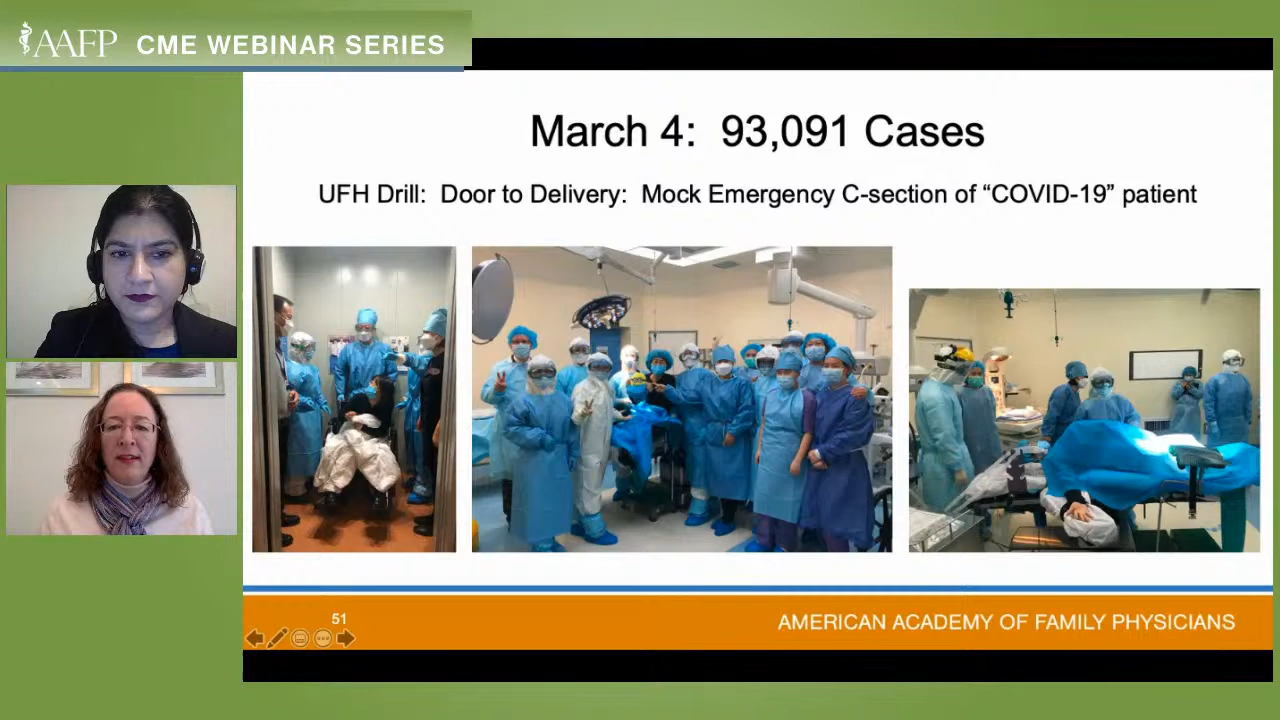 AAFP CME WEBINAR SERIES
March 4: 93,091 Cases
UFH Drill: Door to Delivery: Mock Emergency C-section of “COVID-19” patient
51
AMERICAN ACADEMY OF FAMILY PHYSICIANS